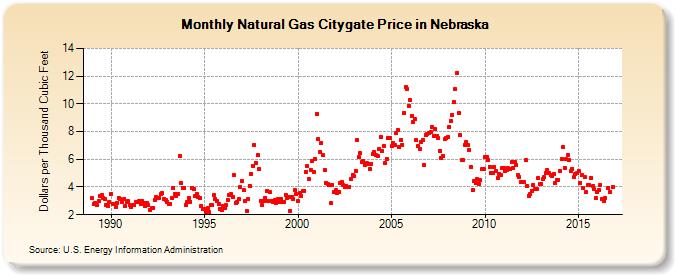 Monthly Natural Gas Citygate Price in Nebraska
Dollars per Thousand Cubic Feet
14
12
10
8
6
4
2
1990 1995 2000 2005 2010 2015
Source: U.S. Energy Information Administration